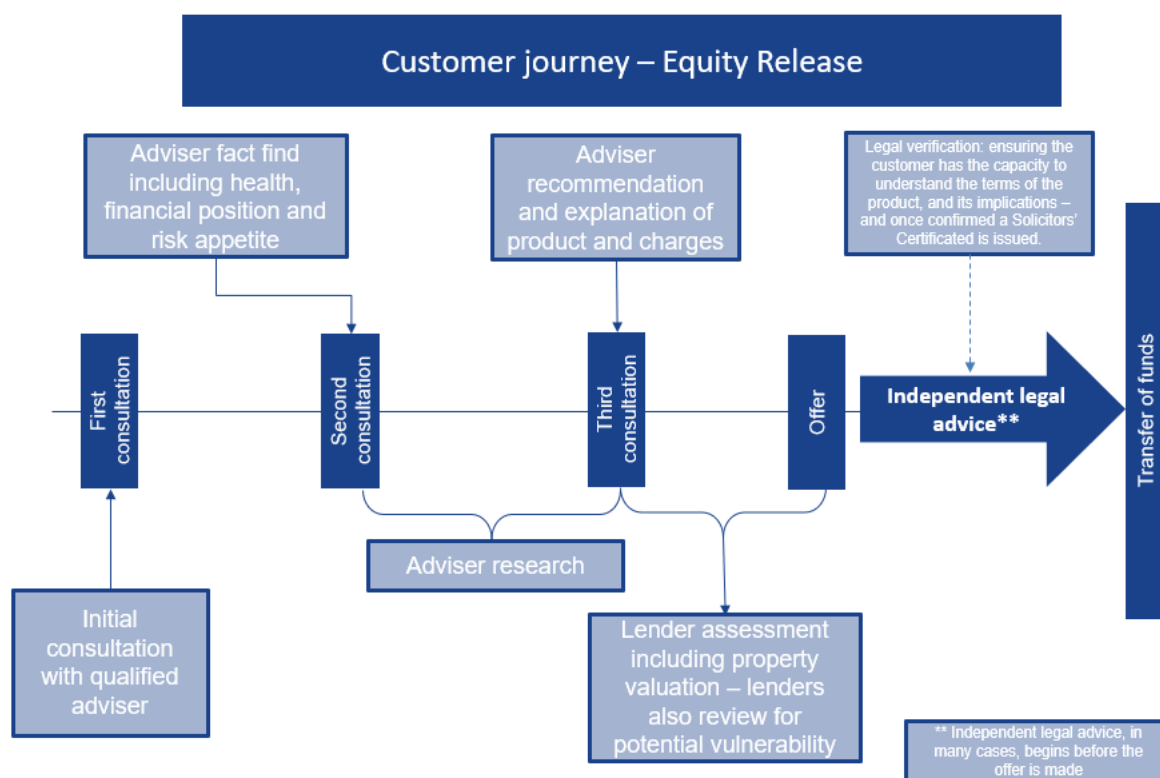 Customer journey – Equity Release
Adviser fact find
including health,
financial position and
risk appetite
Adviser
recommendation
and explanation of
product and charges
Legal verification: ensuring the
customer has the capacity to
understand the terms of the
product, and its implications –
and once confirmed a Solicitors'
Certificated is issued.
First
consultation
Second
consultation
Third
consultation
Offer
Independent legal
advice**
Transfer of funds
Adviser research
Initial
consultation
with qualified
adviser
Lender assessment
including property
valuation – lenders
also review for
potential vulnerability
** Independent legal advice, in
many cases, begins before the
offer is made